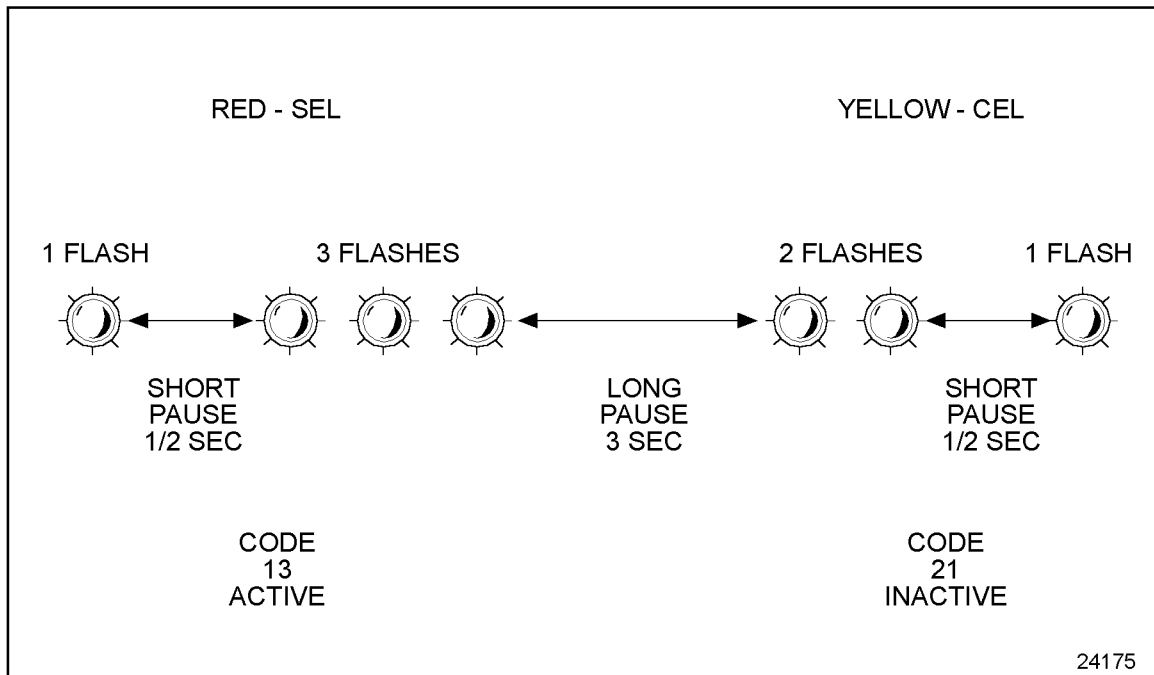 RED - SEL
YELLOW - CEL
1 FLASH
3 FLASHES
2 FLASHES
1 FLASH
SHORT
PAUSE
1/2 SEC
LONG
PAUSE
3 SEC
SHORT
PAUSE
1/2 SEC
CODE
13
ACTIVE
CODE
21
INACTIVE
24175